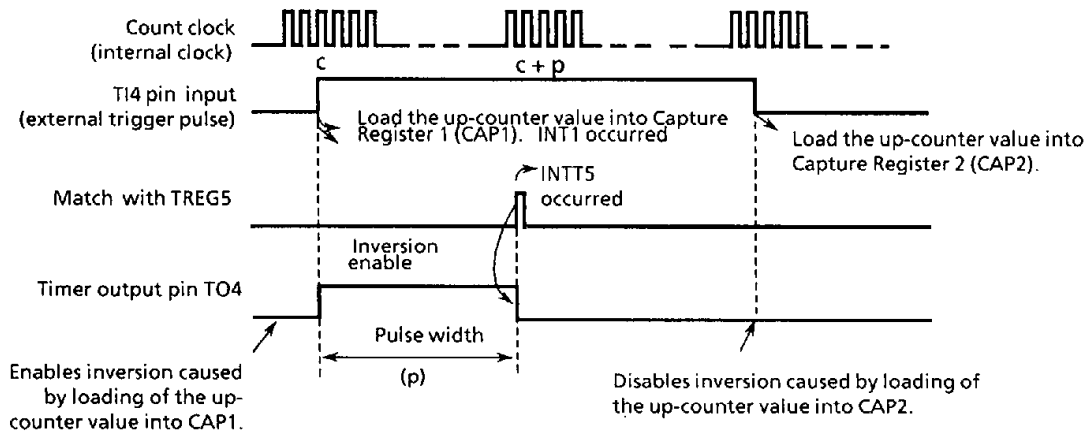 Count clock
(internal clock)
c
c + p
TI4 pin input
(external trigger pulse)
Load the up-counter value into Capture
Register 1 (CAP1). INT1 occurred
Load the up-counter value into
Capture Register 2 (CAP2).
Match with TREG5
INTT5
occurred
Inversion
enable
Timer output pin TO4
Pulse width
(p)
Enables inversion caused
by loading of the up-
counter value into CAP1.
Disables inversion caused by loading of
the up-counter value into CAP2.